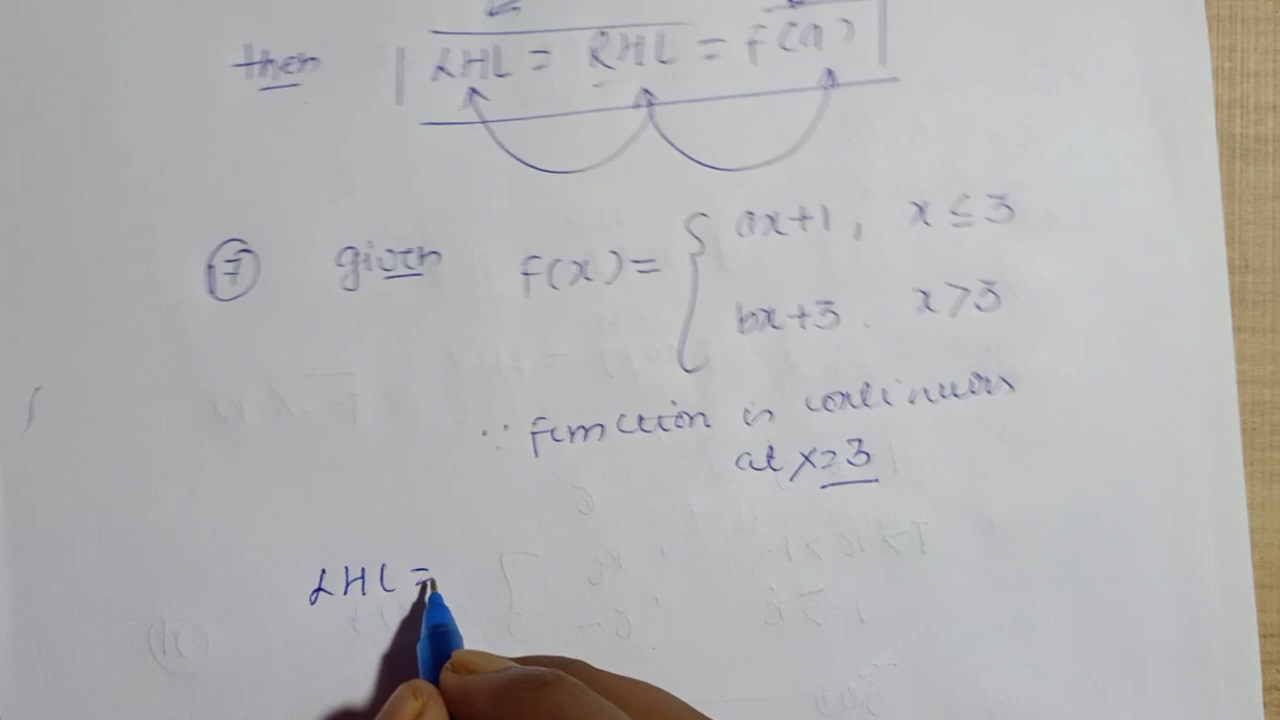 then | LHL = RHL = f(a) |
⑦ given f(x) = { ax+1, x ≤ 3
bx+3, x > 3
∵ function is continuous
at x=3
LHL =